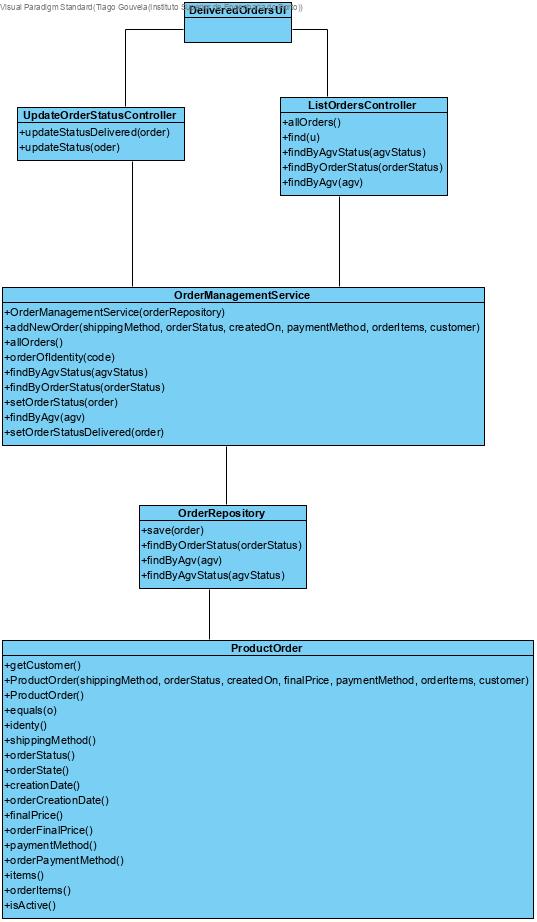 Visual Paradigm Standard(Tiago Gouveia(Instituto
DeliveredOrdersUI
UpdateOrderStatusController
+updateStatusDelivered(order)
+updateStatus(oder)
ListOrdersController
+allOrders()
+find(u)
+findByAgvStatus(agvStatus)
+findByOrderStatus(orderStatus)
+findByAgv(agv)
OrderManagementService
+OrderManagementService(orderRepository)
+addNewOrder(shippingMethod, orderStatus, createdOn, paymentMethod, orderItems, customer)
+allOrders()
+orderOfIdentity(code)
+findByAgvStatus(agvStatus)
+findByOrderStatus(orderStatus)
+setOrderStatus(order)
+findByAgv(agv)
+setOrderStatusDelivered(order)
OrderRepository
+save(order)
+findByOrderStatus(orderStatus)
+findByAgv(agv)
+findByAgvStatus(agvStatus)
ProductOrder
+getCustomer()
+ProductOrder(shippingMethod, orderStatus, createdOn, finalPrice, paymentMethod, orderItems, customer)
+ProductOrder()
+equals(o)
+identy()
+shippingMethod()
+orderStatus()
+orderState()
+creationDate()
+orderCreationDate()
+finalPrice()
+orderFinalPrice()
+paymentMethod()
+orderPaymentMethod()
+items()
+orderItems()
+isActive()